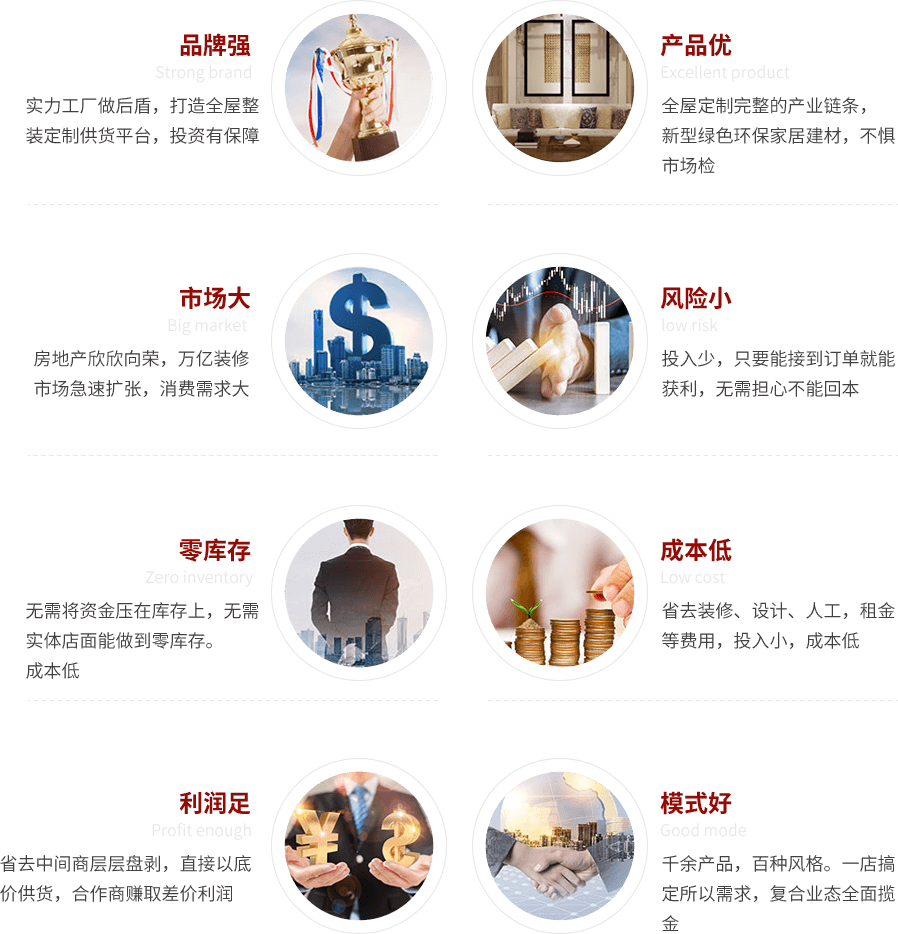 品牌强
Strong brand
实力工厂做后盾，打造全屋整
装定制供货平台，投资有保障
产品优
Excellent product
全屋定制完整的产业链条，
新型绿色环保家居建材，不惧
市场检
市场大
Big market
房地产欣欣向荣，万亿装修
市场急速扩张，消费需求大
风险小
low risk
投入少，只要能接到订单就能
获利，无需担心不能回本
零库存
Zero inventory
无需将资金压在库存上，无需
实体店面能做到零库存。
成本低
成本低
Low cost
省去装修、设计、人工，租金
等费用，投入小，成本低
利润足
Profit enough
省去中间商层层盘剥，直接以底
价供货，合作商赚取差价利润
模式好
Good mode
千余产品，百种风格。一店搞
定所以需求，复合业态全面揽
金